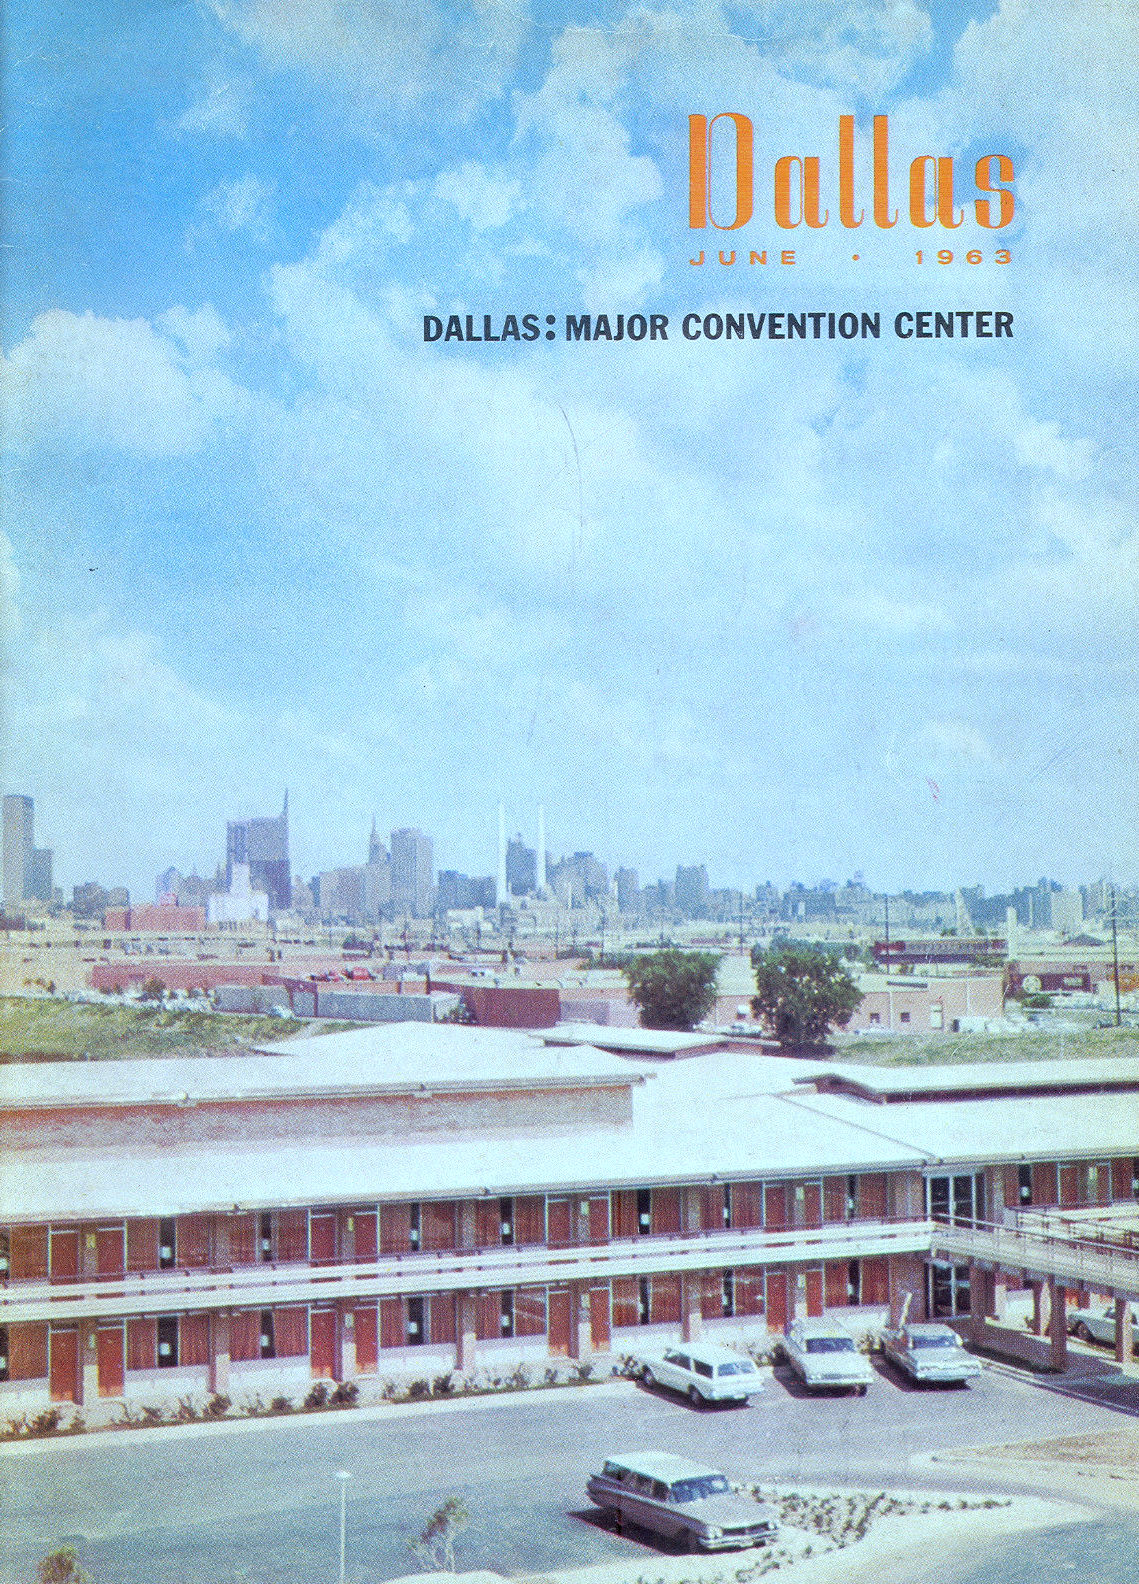 Dallas
JUNE • 1963
DALLAS: MAJOR CONVENTION CENTER